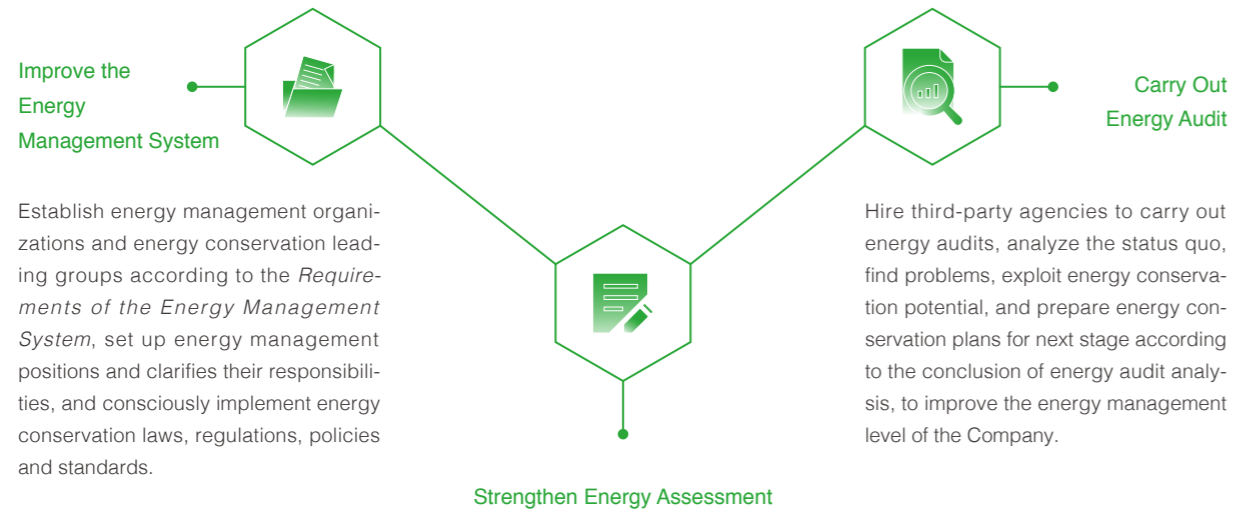 Improve the
Energy
Management System
Establish energy management organi-
zations and energy conservation lead-
ing groups according to the Require-
ments of the Energy Management
System, set up energy management
positions and clarifies their responsibili-
ties, and consciously implement energy
conservation laws, regulations, policies
and standards.
Strengthen Energy Assessment
Carry Out
Energy Audit
Hire third-party agencies to carry out
energy audits, analyze the status quo,
find problems, exploit energy conserva-
tion potential, and prepare energy con-
servation plans for next stage according
to the conclusion of energy audit analy-
sis, to improve the energy management
level of the Company.